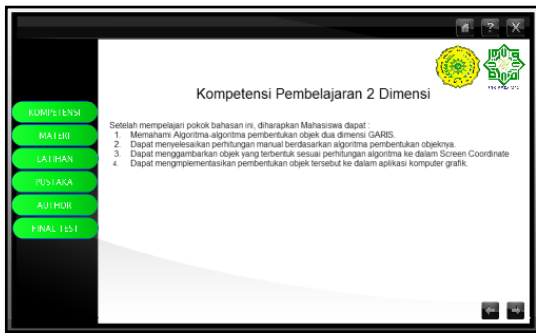 ?
X
Kompetensi Pembelajaran 2 Dimensi
KOMPETENSI
MATERI
LATIHAN
PUSTAKA
AUTHOR
FINAL TEST
Setelah mempelajari pokok bahasan ini, diharapkan Mahasiswa dapat :
1. Memahami Algoritma-algoritma pembentukan objek dua dimensi GARIS.
2. Dapat menyelesaikan perhitungan manual berdasarkan algoritma pembentukan objeknya.
3. Dapat menggambarkan objek yang terbentuk sesuai perhitungan algoritma ke dalam Screen Coordinate
4. Dapat mengmplementasikan pembentukan objek tersebut ke dalam aplikasi komputer grafik.